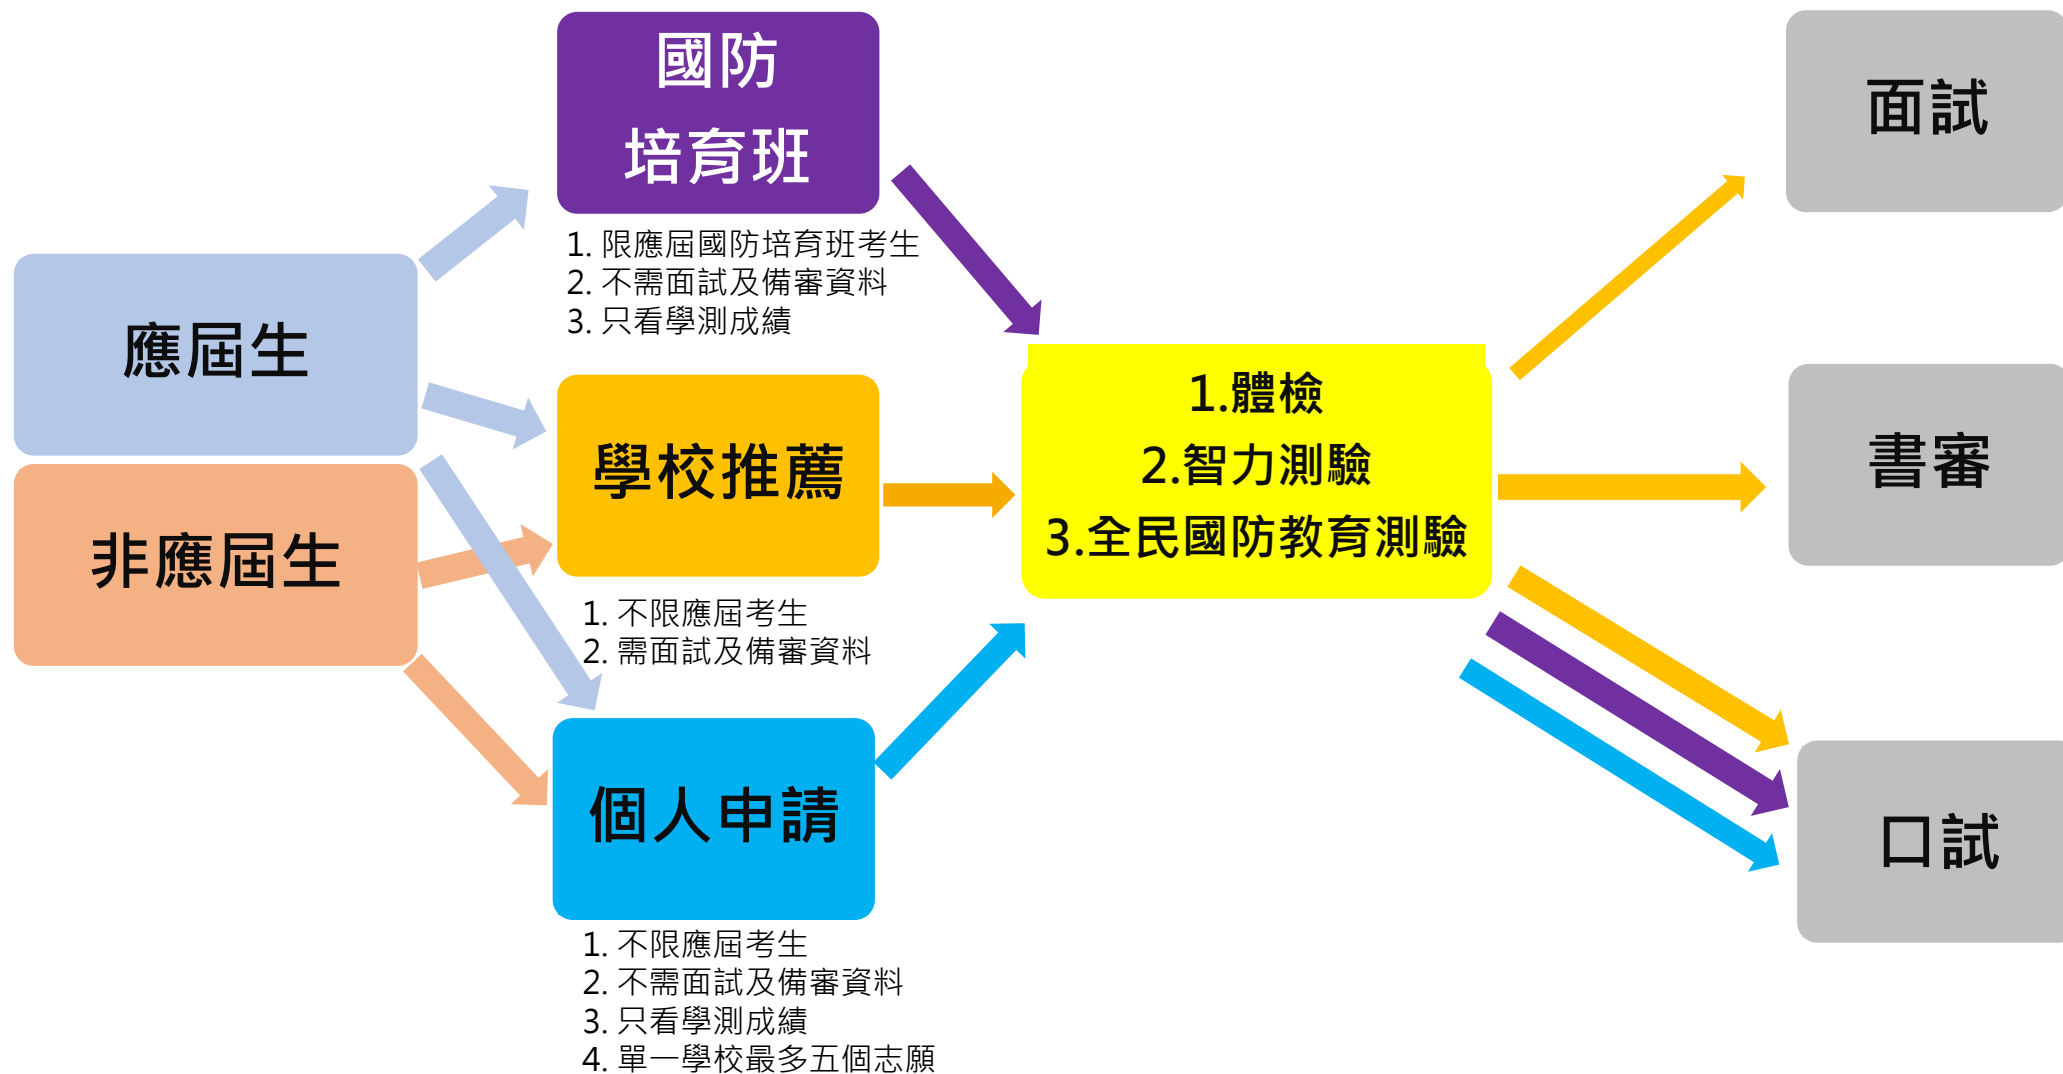 國防
培育班
1. 限應屆國防培育班考生
2. 不需面試及備審資料
3. 只看學測成績
應屆生
非應屆生
學校推薦
1. 不限應屆考生
2. 需面試及備審資料
個人申請
1. 不限應屆考生
2. 不需面試及備審資料
3. 只看學測成績
4. 單一學校最多五個志願
1.體檢
2.智力測驗
3.全民國防教育測驗
面試
書審
口試